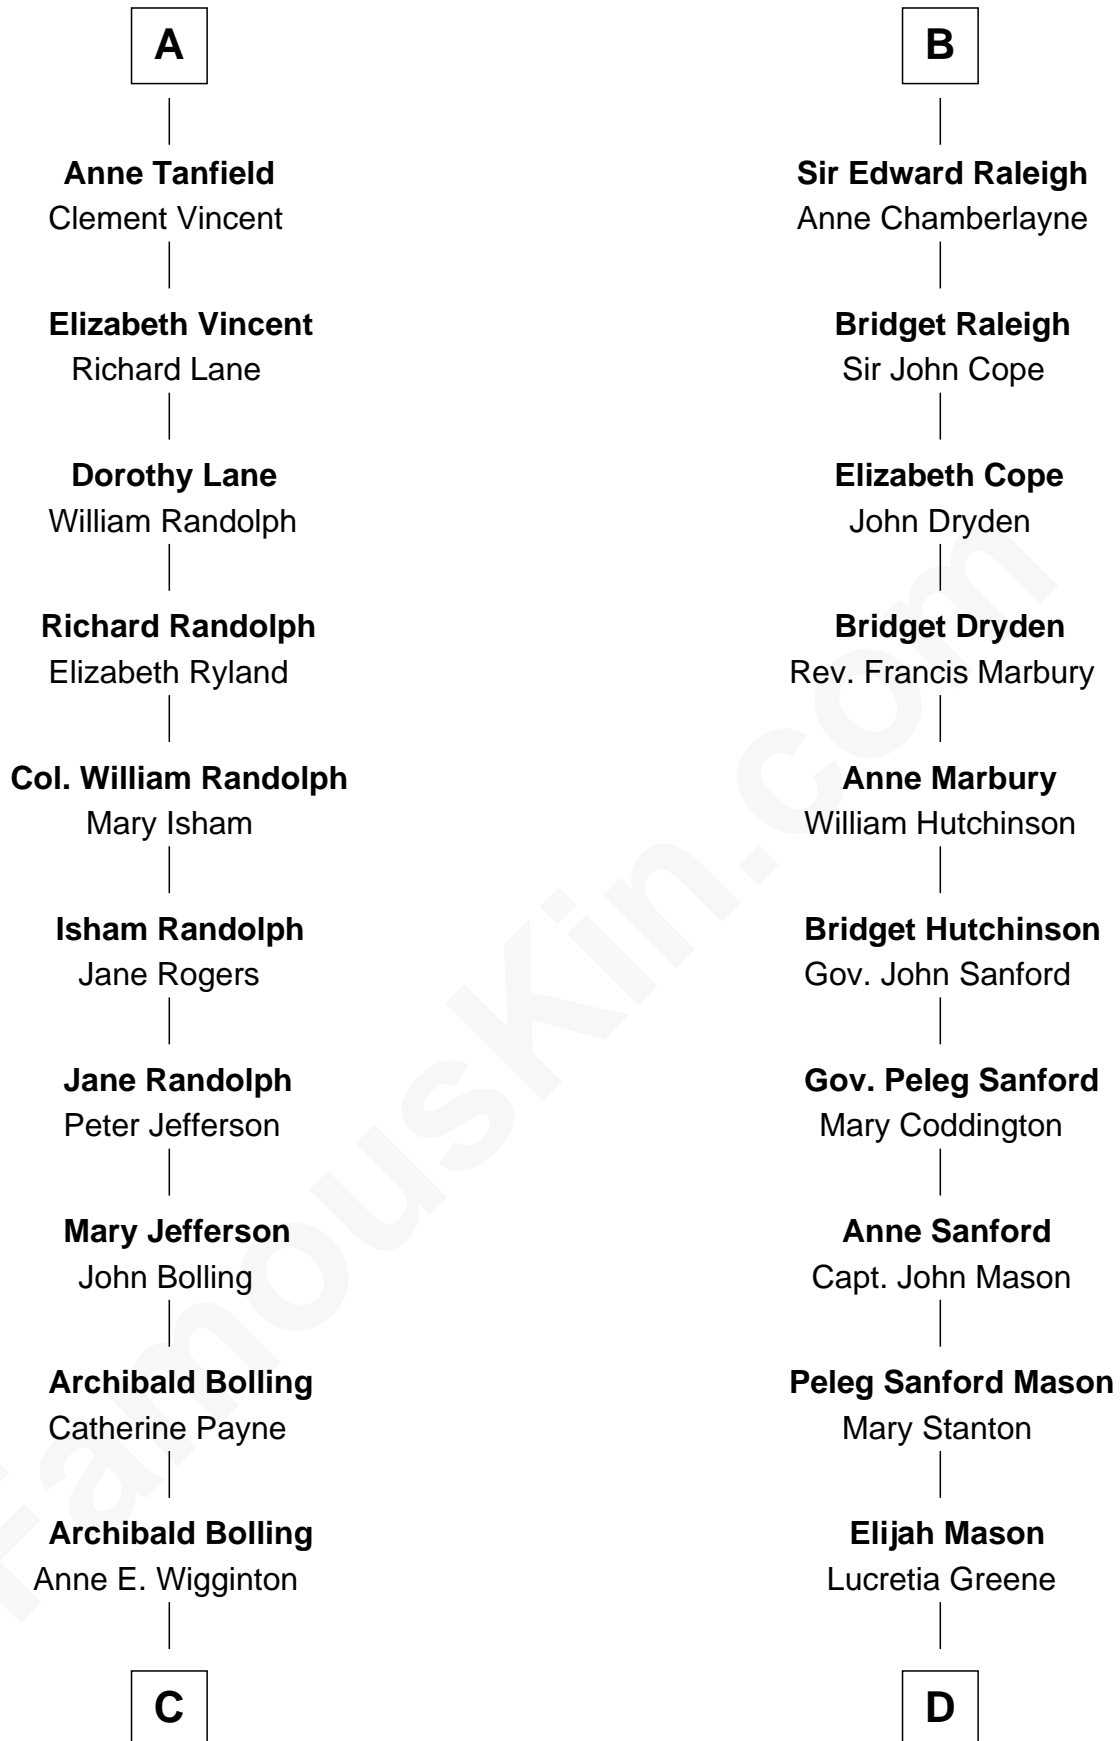 A
Anne Tanfield
Clement Vincent
Elizabeth Vincent
Richard Lane
Dorothy Lane
William Randolph
Richard Randolph
Elizabeth Ryland
Col. William Randolph
Mary Isham
Isham Randolph
Jane Rogers
Jane Randolph
Peter Jefferson
Mary Jefferson
John Bolling
Archibald Bolling
Catherine Payne
Archibald Bolling
Anne E. Wigginton
C
B
Sir Edward Raleigh
Anne Chamberlayne
Bridget Raleigh
Sir John Cope
Elizabeth Cope
John Dryden
Bridget Dryden
Rev. Francis Marbury
Anne Marbury
William Hutchinson
Bridget Hutchinson
Gov. John Sanford
Gov. Peleg Sanford
Mary Coddington
Anne Sanford
Capt. John Mason
Peleg Sanford Mason
Mary Stanton
Elijah Mason
Lucretia Greene
D
FamousKin.com